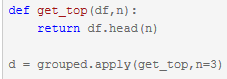 def get_top(df,n):
    return df.head(n)
d = grouped.apply(get_top,n=3)